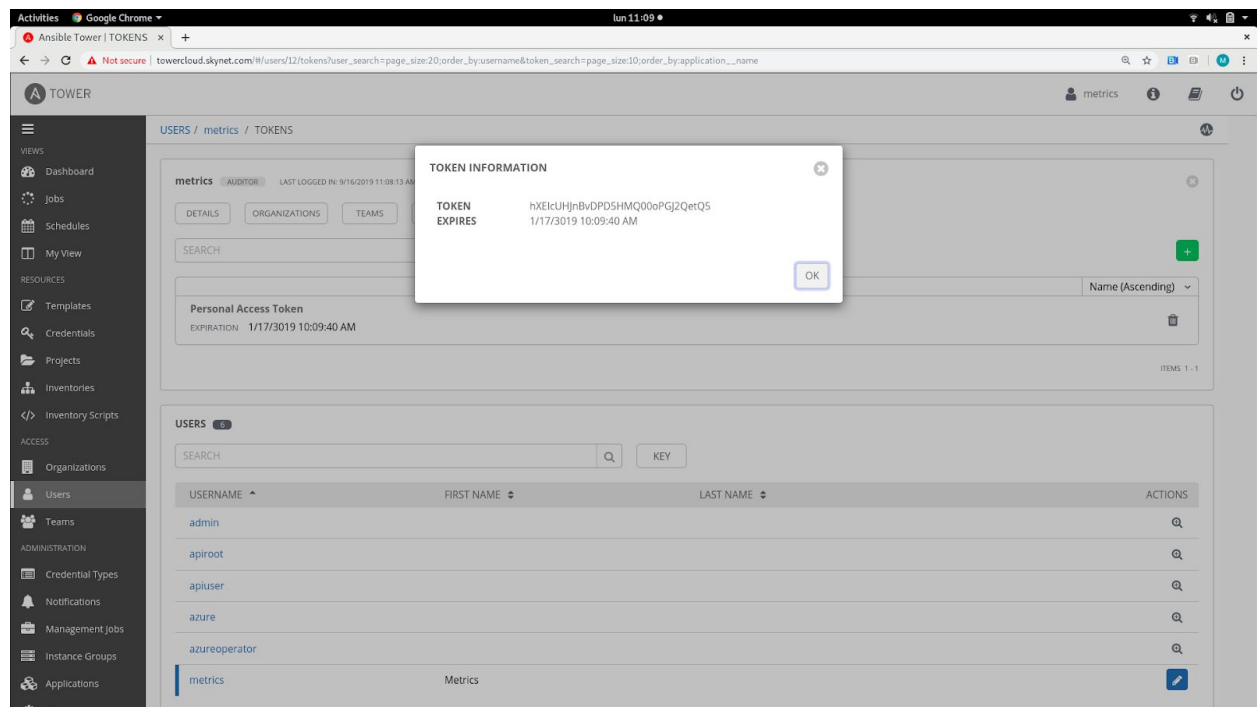 Activities Google Chrome lun 11:09
Ansible Tower | TOKENS
Not secure towercloud.skynet.com/#/users/12/tokens?user_search=page_size:20;order_by:username&token_search=page_size:10;order_by:application__name
TOWER metrics
USERS / metrics / TOKENS
VIEWS
Dashboard
Jobs
Schedules
My View
RESOURCES
Templates
Credentials
Projects
Inventories
Inventory Scripts
ACCESS
Organizations
Users
Teams
ADMINISTRATION
Credential Types
Notifications
Management Jobs
Instance Groups
Applications
metrics AUDITOR LAST LOGGED IN: 9/16/2019 11:08:13 AM
DETAILS ORGANIZATIONS TEAMS
SEARCH
Name (Ascending)
Personal Access Token
EXPIRATION 1/17/3019 10:09:40 AM
ITEMS 1 - 1
TOKEN INFORMATION
TOKEN hXEIcUHJnBvDPD5HMQ00oPGJ2QetQ5
EXPIRES 1/17/3019 10:09:40 AM
OK
USERS 6
SEARCH KEY
USERNAME FIRST NAME LAST NAME ACTIONS
admin
apiroot
apiuser
azure
azureoperator
metrics Metrics